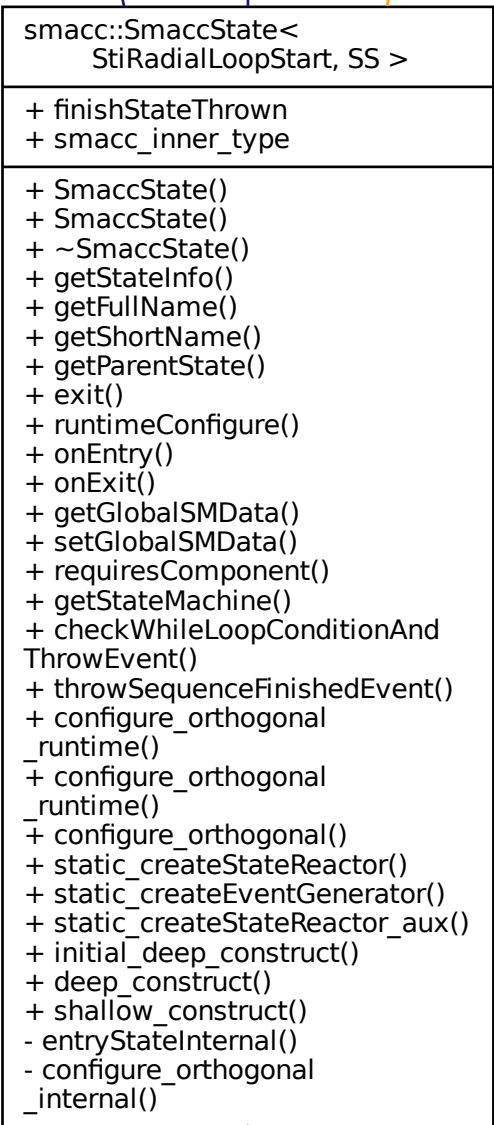 smacc::SmaccState<
StiRadialLoopStart, SS >
+ finishStateThrown
+ smacc_inner_type
+ SmaccState()
+ SmaccState()
+ ~SmaccState()
+ getStateInfo()
+ getFullName()
+ getShortName()
+ getParentState()
+ exit()
+ runtimeConfigure()
+ onEntry()
+ onExit()
+ getGlobalSMData()
+ setGlobalSMData()
+ requiresComponent()
+ getStateMachine()
+ checkWhileLoopConditionAnd
ThrowEvent()
+ throwSequenceFinishedEvent()
+ configure_orthogonal
_runtime()
+ configure_orthogonal
_runtime()
+ configure_orthogonal()
+ static_createStateReactor()
+ static_createEventGenerator()
+ static_createStateReactor_aux()
+ initial_deep_construct()
+ deep_construct()
+ shallow_construct()
- entryStateInternal()
- configure_orthogonal
_internal()